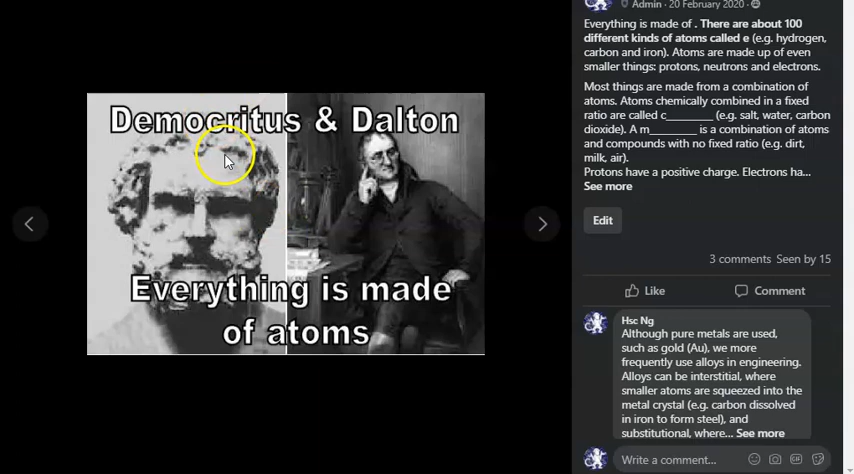 Democritus & Dalton
Everything is made
of atoms
Admin · 20 February 2020 ·
Everything is made of . There are about 100
different kinds of atoms called e (e.g. hydrogen,
carbon and iron). Atoms are made up of even
smaller things: protons, neutrons and electrons.
Most things are made from a combination of
atoms. Atoms chemically combined in a fixed
ratio are called c_________ (e.g. salt, water, carbon
dioxide). A m_________ is a combination of atoms
and compounds with no fixed ratio (e.g. dirt,
milk, air).
Protons have a positive charge. Electrons ha...
See more
Edit
3 comments Seen by 15
Like Comment
Hsc Ng
Although pure metals are used,
such as gold (Au), we more
frequently use alloys in engineering.
Alloys can be interstitial, where
smaller atoms are squeezed into the
metal crystal (e.g. carbon dissolved
in iron to form steel), and
substitutional, where... See more
Write a comment...
GIF